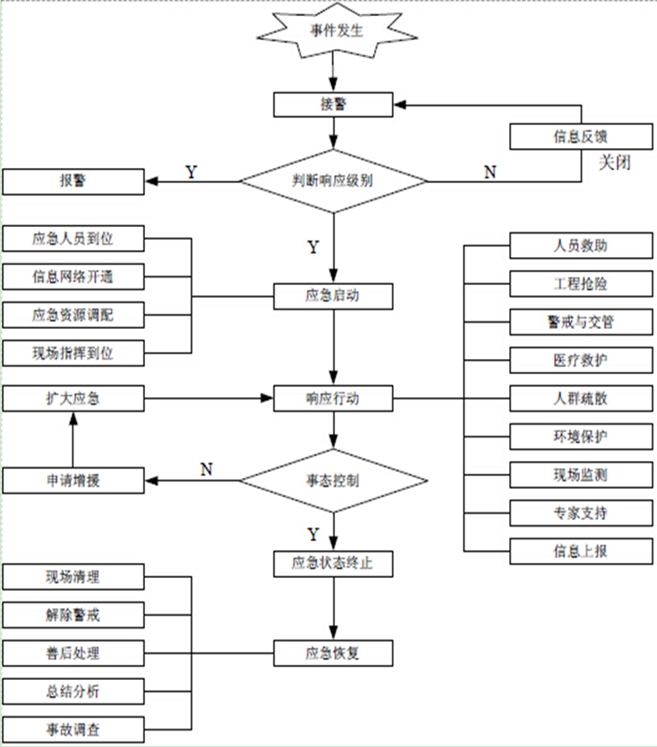 事件发生
接警
信息反馈
关闭
报警
Y
判断响应级别
N
Y
应急人员到位
信息网络开通
应急资源调配
现场指挥到位
应急启动
人员救助
工程抢险
警戒与交管
医疗救护
人群疏散
环境保护
现场监测
专家支持
信息上报
扩大应急
响应行动
申请增援
N
事态控制
Y
应急状态终止
现场清理
解除警戒
善后处理
总结分析
事故调查
应急恢复